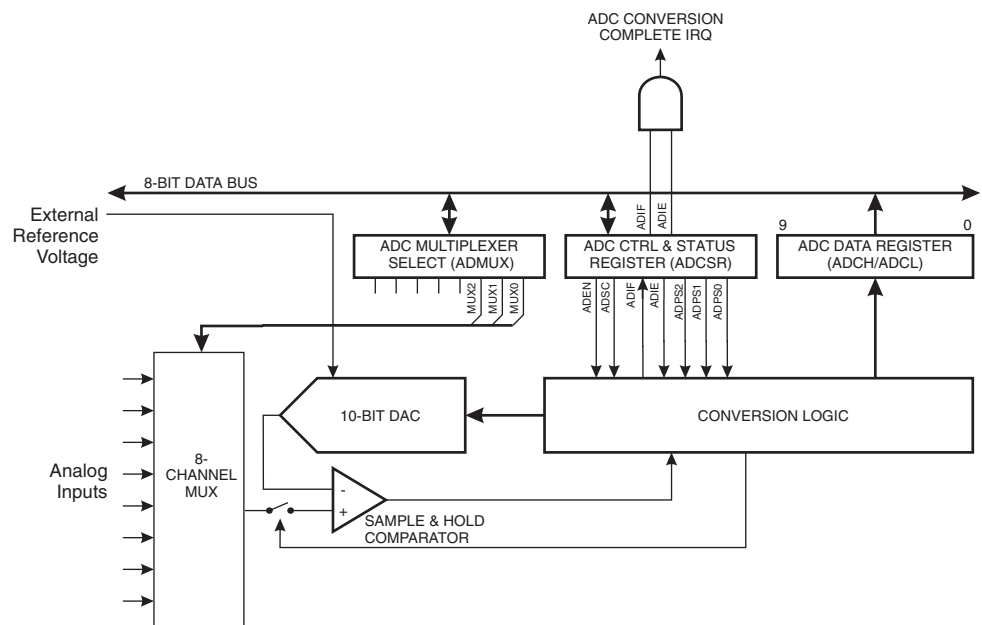 ADC CONVERSION
COMPLETE IRQ
8-BIT DATA BUS
External
Reference
Voltage
ADIF
ADIE
9
0
ADC MULTIPLEXER
SELECT (ADMUX)
ADC CTRL & STATUS
REGISTER (ADCSR)
ADC DATA REGISTER
(ADCH/ADCL)
MUX2
MUX1
MUX0
ADEN
ADSC
ADIF
ADIE
ADPS2
ADPS1
ADPS0
10-BIT DAC
CONVERSION LOGIC
Analog
Inputs
8-
CHANNEL
MUX
-
+
SAMPLE & HOLD
COMPARATOR